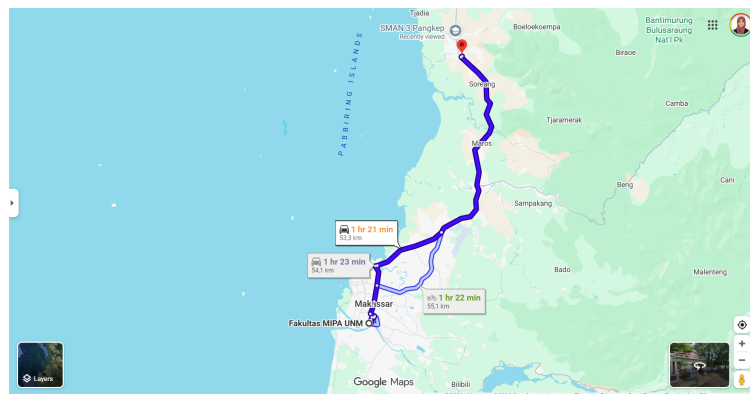 Tjadia
SMAN 3 Pangkep
Recently viewed
Boeloekoempa
Bantimurung
Bulusaraung
Nat'l Pk
Biraoe
Soreang
Camba
PABBIRING ISLANDS
Tjaramerak
Maros
Cani
Beng
Sampakang
1 hr 21 min
53,3 km
1 hr 23 min
54,1 km
Bado
Malenteng
1 hr 22 min
55,1 km
Makassar
Fakultas MIPA UNM
Layers
Google Maps
Bilibili